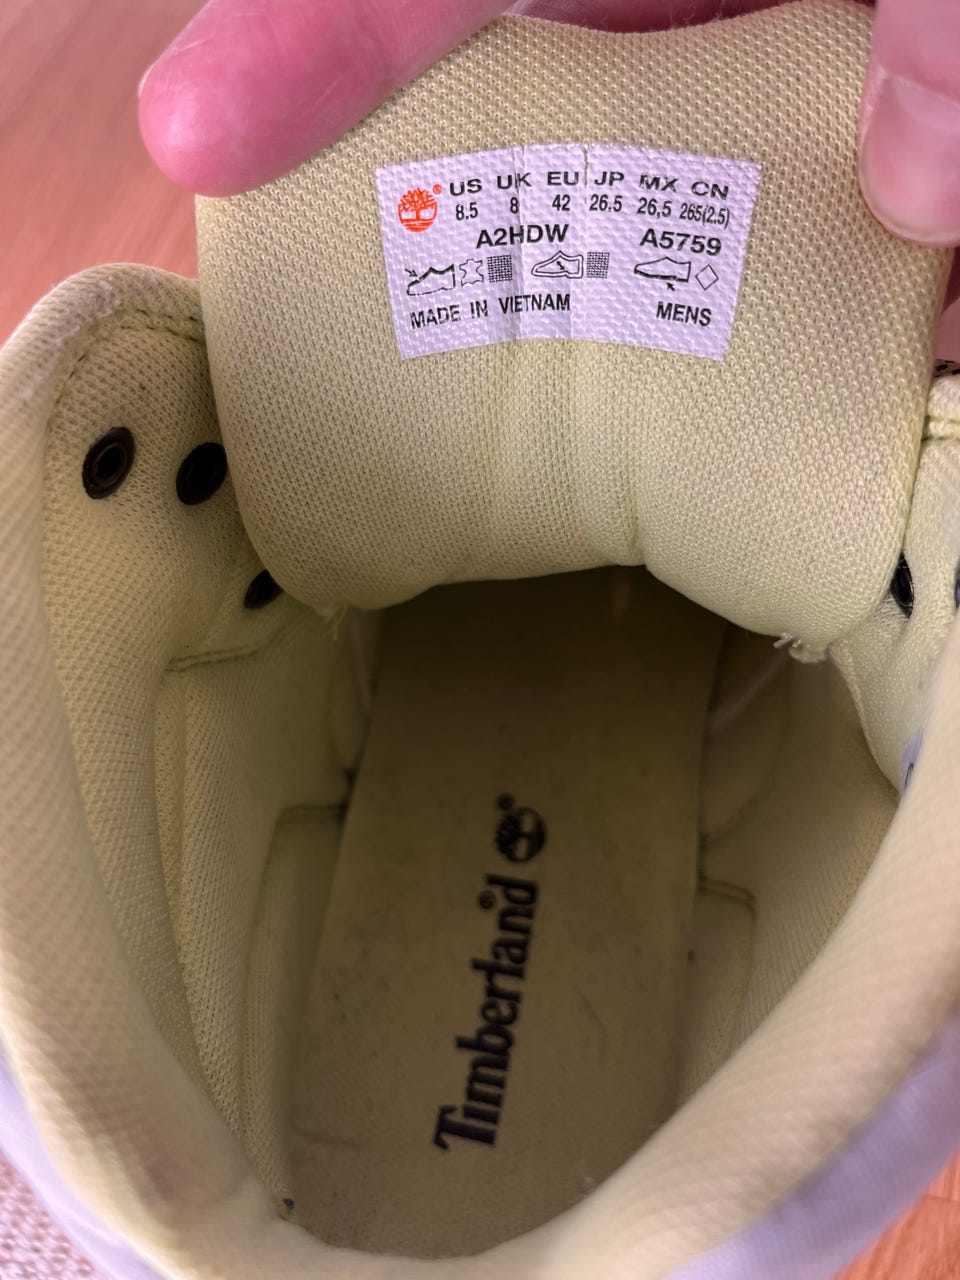 ® US UK EU JP MX CN
8.5 8 42 26.5 26,5 265(2.5)
A2HDW A5759
MADE IN VIETNAM MENS
Timberland®